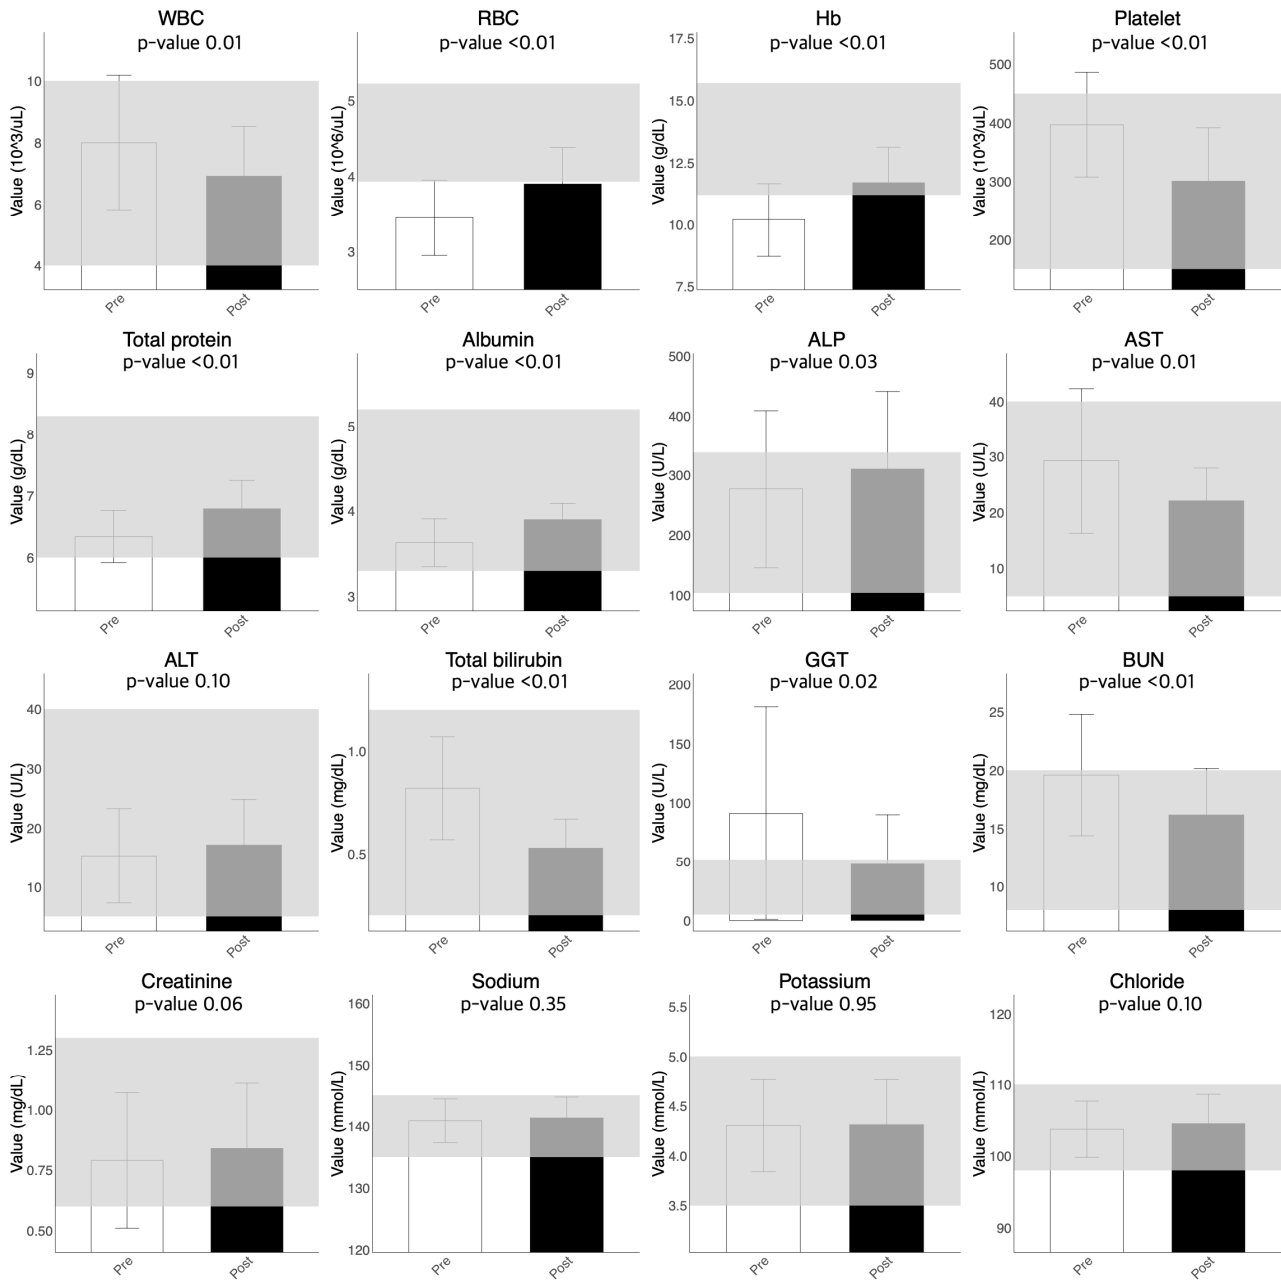 WBC
p-value 0.01
Value (10^3/uL)
10
8
6
4
Pre
Post
RBC
p-value <0.01
Value (10^6/uL)
5
4
3
Pre
Post
Hb
p-value <0.01
Value (g/dL)
17.5
15.0
12.5
10.0
7.5
Pre
Post
Platelet
p-value <0.01
Value (10^3/uL)
500
400
300
200
Pre
Post
Total protein
p-value <0.01
Value (g/dL)
9
8
7
6
Pre
Post
Albumin
p-value <0.01
Value (g/dL)
5
4
3
Pre
Post
ALP
p-value 0.03
Value (U/L)
500
400
300
200
100
Pre
Post
AST
p-value 0.01
Value (U/L)
40
30
20
10
Pre
Post
ALT
p-value 0.10
Value (U/L)
40
30
20
10
Pre
Post
Total bilirubin
p-value <0.01
Value (mg/dL)
1.0
0.5
Pre
Post
GGT
p-value 0.02
Value (U/L)
200
150
100
50
0
Pre
Post
BUN
p-value <0.01
Value (mg/dL)
25
20
15
10
Pre
Post
Creatinine
p-value 0.06
Value (mg/dL)
1.25
1.00
0.75
0.50
Pre
Post
Sodium
p-value 0.35
Value (mmol/L)
160
150
140
130
120
Pre
Post
Potassium
p-value 0.95
Value (mmol/L)
5.5
5.0
4.5
4.0
3.5
Pre
Post
Chloride
p-value 0.10
Value (mmol/L)
120
110
100
90
Pre
Post